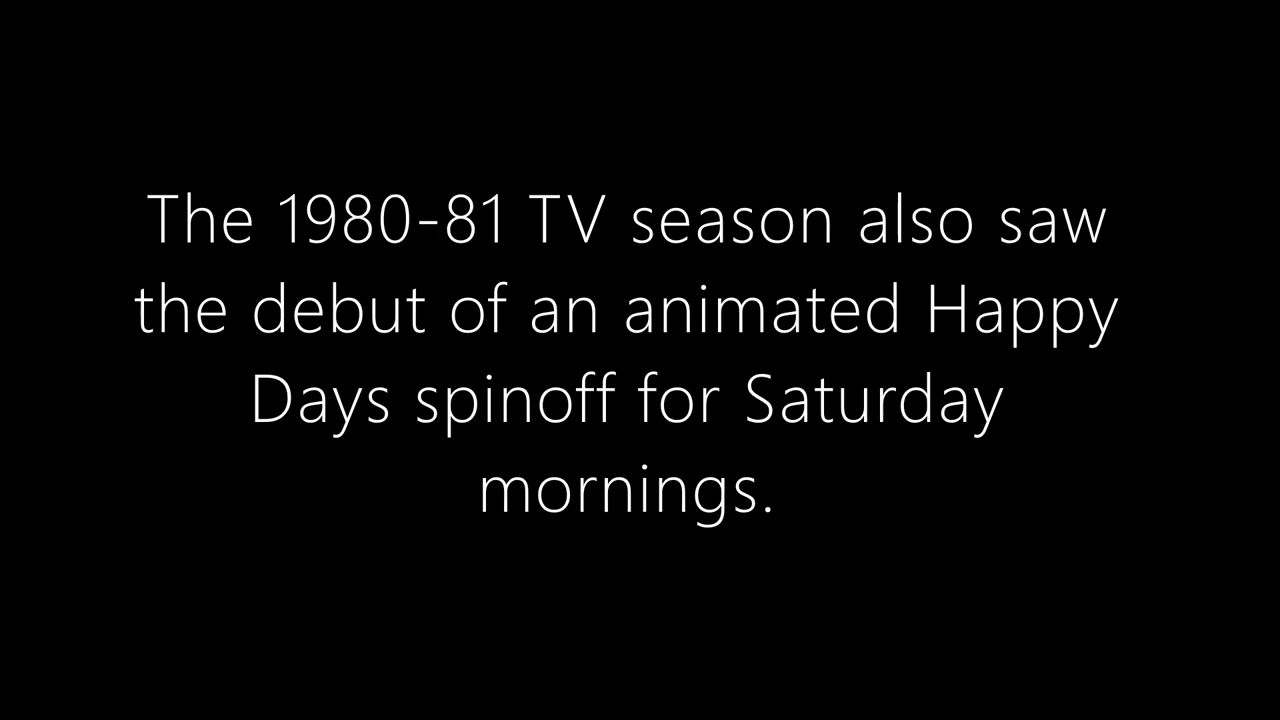 The 1980-81 TV season also saw
the debut of an animated Happy
Days spinoff for Saturday
mornings.